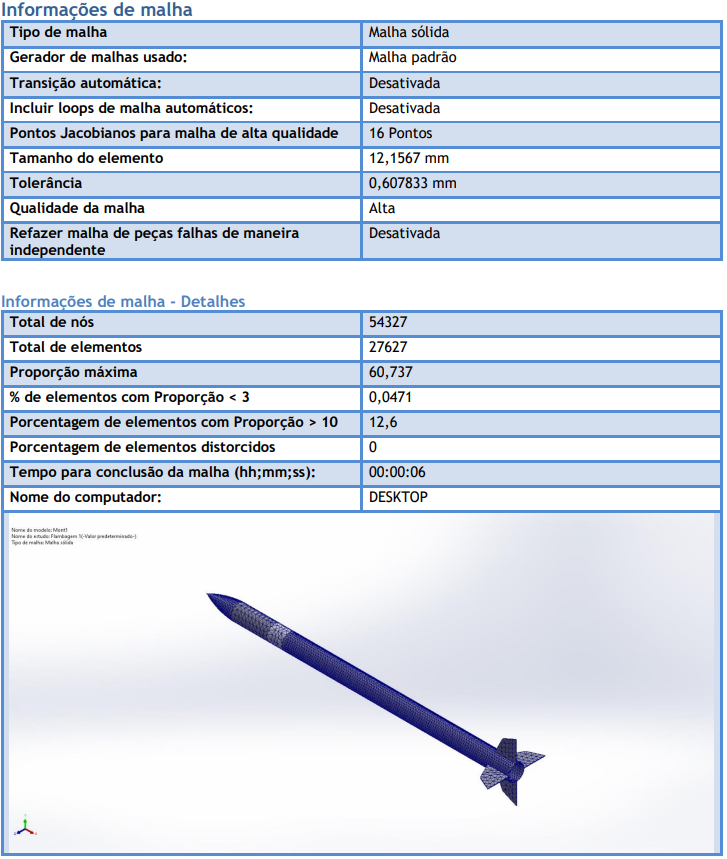 Informações de malha
Tipo de malha Malha sólida
Gerador de malhas usado: Malha padrão
Transição automática: Desativada
Incluir loops de malha automáticos: Desativada
Pontos Jacobianos para malha de alta qualidade 16 Pontos
Tamanho do elemento 12,1567 mm
Tolerância 0,607833 mm
Qualidade da malha Alta
Refazer malha de peças falhas de maneira Desativada
independente
Informações de malha - Detalhes
Total de nós 54327
Total de elementos 27627
Proporção máxima 60,737
% de elementos com Proporção < 3 0,0471
Porcentagem de elementos com Proporção > 10 12,6
Porcentagem de elementos distorcidos 0
Tempo para conclusão da malha (hh;mm;ss): 00:00:06
Nome do computador: DESKTOP
Nome do modelo: Mont1
Nome do estudo: Flambagem 1(-Valor predeterminado-)
Tipo de malha: Malha sólida